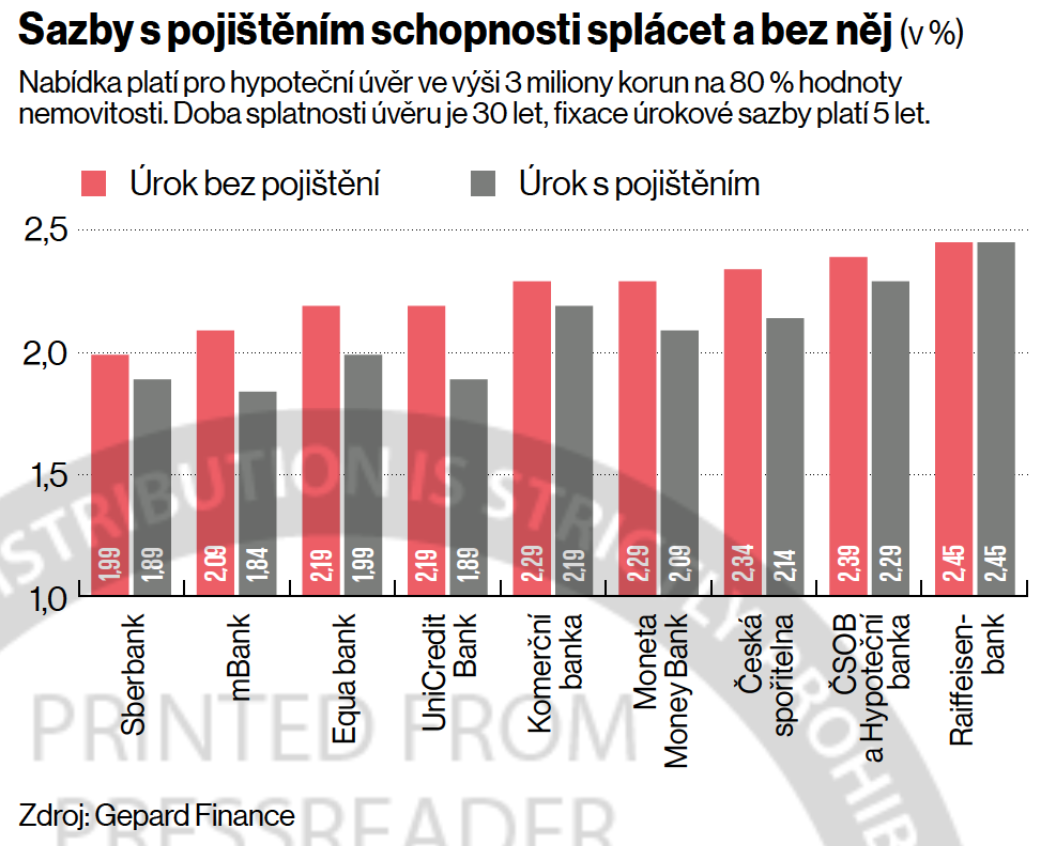 Sazby s pojištěním schopnosti splácet a bez něj (v %)
Nabídka platí pro hypoteční úvěr ve výši 3 miliony korun na 80 % hodnoty
nemovitosti. Doba splatnosti úvěru je 30 let, fixace úrokové sazby platí 5 let.
Úrok bez pojištění
Úrok s pojištěním
2,5
2,0
1,5
1,0
1,99
1,89
2,09
1,84
2,19
1,99
2,19
1,89
2,29
2,19
2,29
2,09
2,34
2,14
2,39
2,29
2,45
2,45
Sberbank
mBank
Equa bank
UniCredit
Bank
Komerční
banka
Moneta
Money Bank
Česká
spořitelna
ČSOB
a Hypoteční
banka
Raiffeisen-
bank
Zdroj: Gepard Finance
PRINTED FROM
PRESSREADER
IS STRICTLY